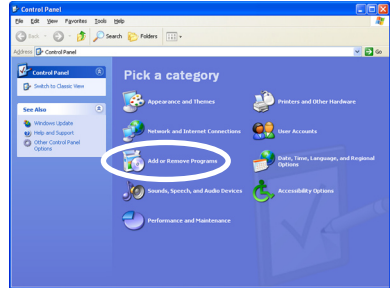 Control Panel
File Edit View Favorites Tools Help
Back Search Folders
Address Control Panel Go
Control Panel
Switch to Classic View
See Also
Windows Update
Help and Support
Other Control Panel
Options
Pick a category
Appearance and Themes
Printers and Other Hardware
Network and Internet Connections
User Accounts
Add or Remove Programs
Date, Time, Language, and Regional
Options
Sounds, Speech, and Audio Devices
Accessibility Options
Performance and Maintenance